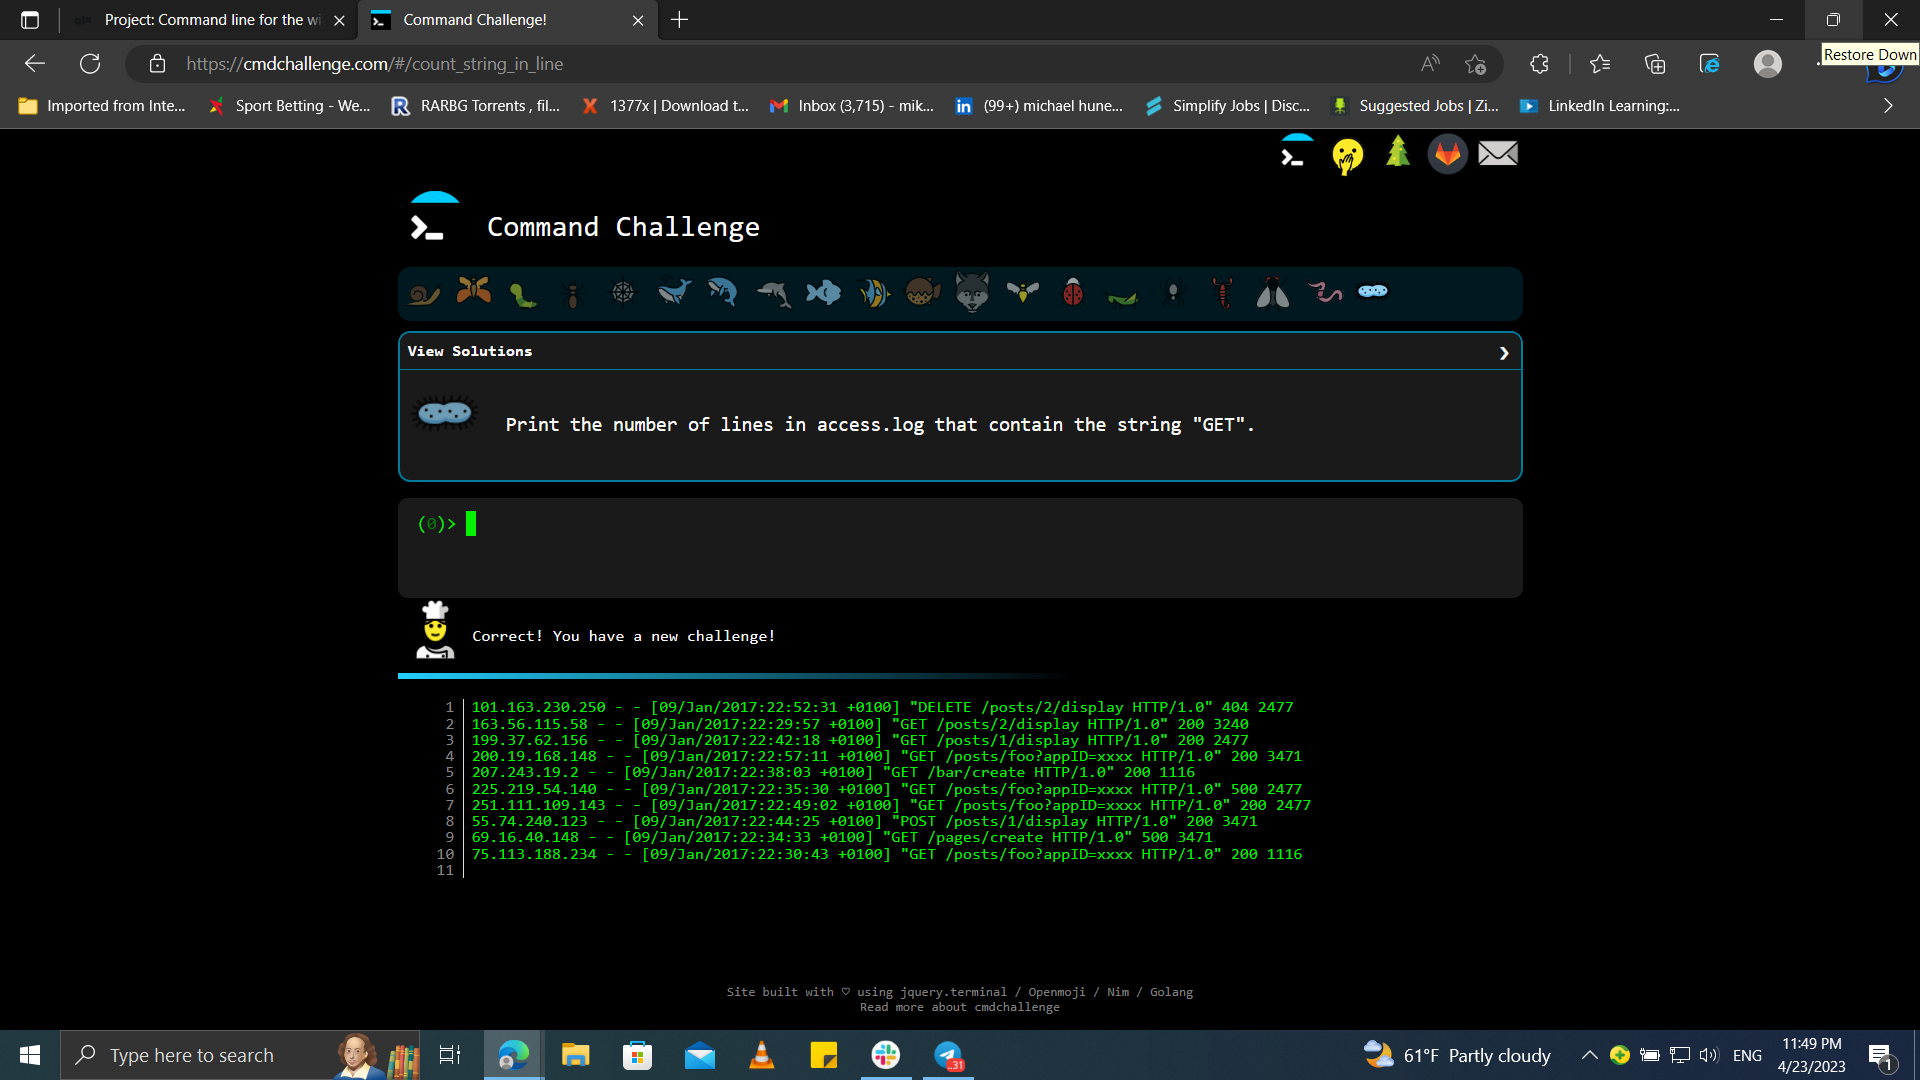 Project: Command line for the wi
Command Challenge!
Restore Down
https://cmdchallenge.com/#/count_string_in_line
Imported from Inte...
Sport Betting - We...
RARBG Torrents , fil...
1377x | Download t...
Inbox (3,715) - mik...
(99+) michael hune...
Simplify Jobs | Disc...
Suggested Jobs | Zi...
LinkedIn Learning:...
Command Challenge
View Solutions
Print the number of lines in access.log that contain the string "GET".
(0)>
Correct! You have a new challenge!
1 101.163.230.250 - - [09/Jan/2017:22:52:31 +0100] "DELETE /posts/2/display HTTP/1.0" 404 2477
2 163.56.115.58 - - [09/Jan/2017:22:29:57 +0100] "GET /posts/2/display HTTP/1.0" 200 3240
3 199.37.62.156 - - [09/Jan/2017:22:42:18 +0100] "GET /posts/1/display HTTP/1.0" 200 2477
4 200.19.168.148 - - [09/Jan/2017:22:57:11 +0100] "GET /posts/foo?appID=xxxx HTTP/1.0" 200 3471
5 207.243.19.2 - - [09/Jan/2017:22:38:03 +0100] "GET /bar/create HTTP/1.0" 200 1116
6 225.219.54.140 - - [09/Jan/2017:22:35:30 +0100] "GET /posts/foo?appID=xxxx HTTP/1.0" 500 2477
7 251.111.109.143 - - [09/Jan/2017:22:49:02 +0100] "GET /posts/foo?appID=xxxx HTTP/1.0" 200 2477
8 55.74.240.123 - - [09/Jan/2017:22:44:25 +0100] "POST /posts/1/display HTTP/1.0" 200 3471
9 69.16.40.148 - - [09/Jan/2017:22:34:33 +0100] "GET /pages/create HTTP/1.0" 500 3471
10 75.113.188.234 - - [09/Jan/2017:22:30:43 +0100] "GET /posts/foo?appID=xxxx HTTP/1.0" 200 1116
11
Site built with ♡ using jquery.terminal / Openmoji / Nim / Golang
Read more about cmdchallenge
Type here to search
31
61°F Partly cloudy
ENG
11:49 PM
4/23/2023
1